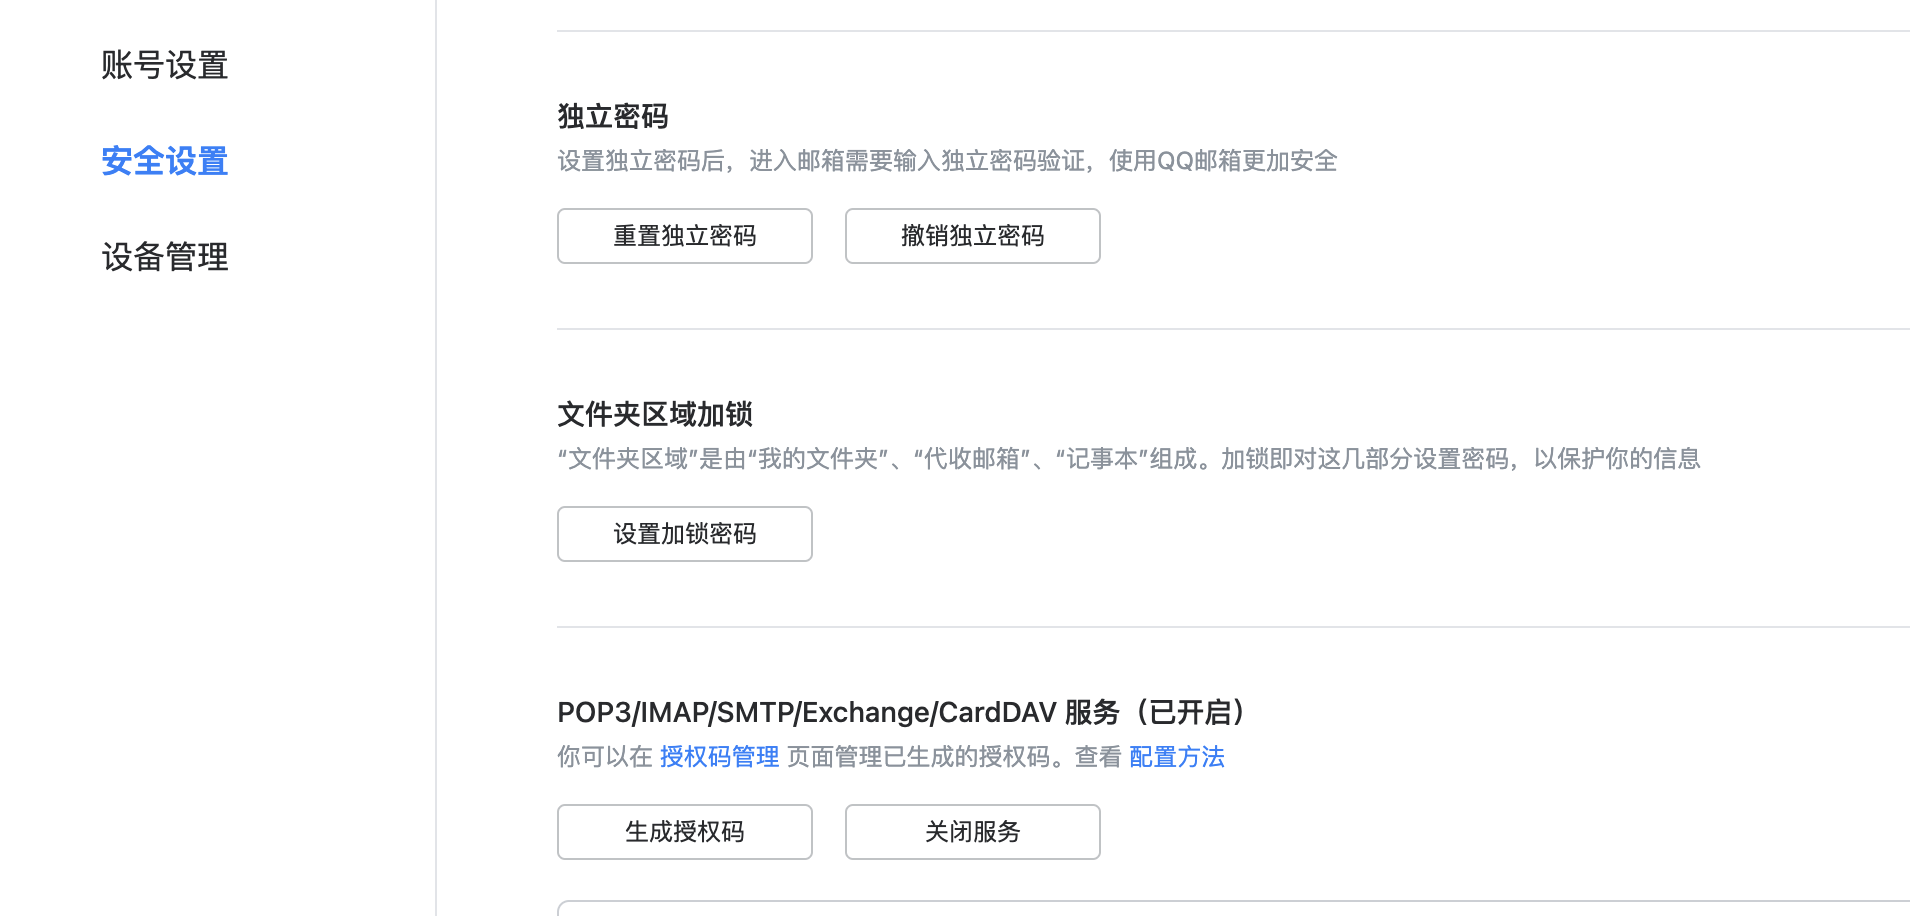 账号设置
安全设置
设备管理
独立密码
设置独立密码后，进入邮箱需要输入独立密码验证，使用QQ邮箱更加安全
重置独立密码
撤销独立密码
文件夹区域加锁
“文件夹区域”是由“我的文件夹”、“代收邮箱”、“记事本”组成。加锁即对这几部分设置密码，以保护你的信息
设置加锁密码
POP3/IMAP/SMTP/Exchange/CardDAV 服务（已开启）
你可以在 授权码管理 页面管理已生成的授权码。查看 配置方法
生成授权码
关闭服务